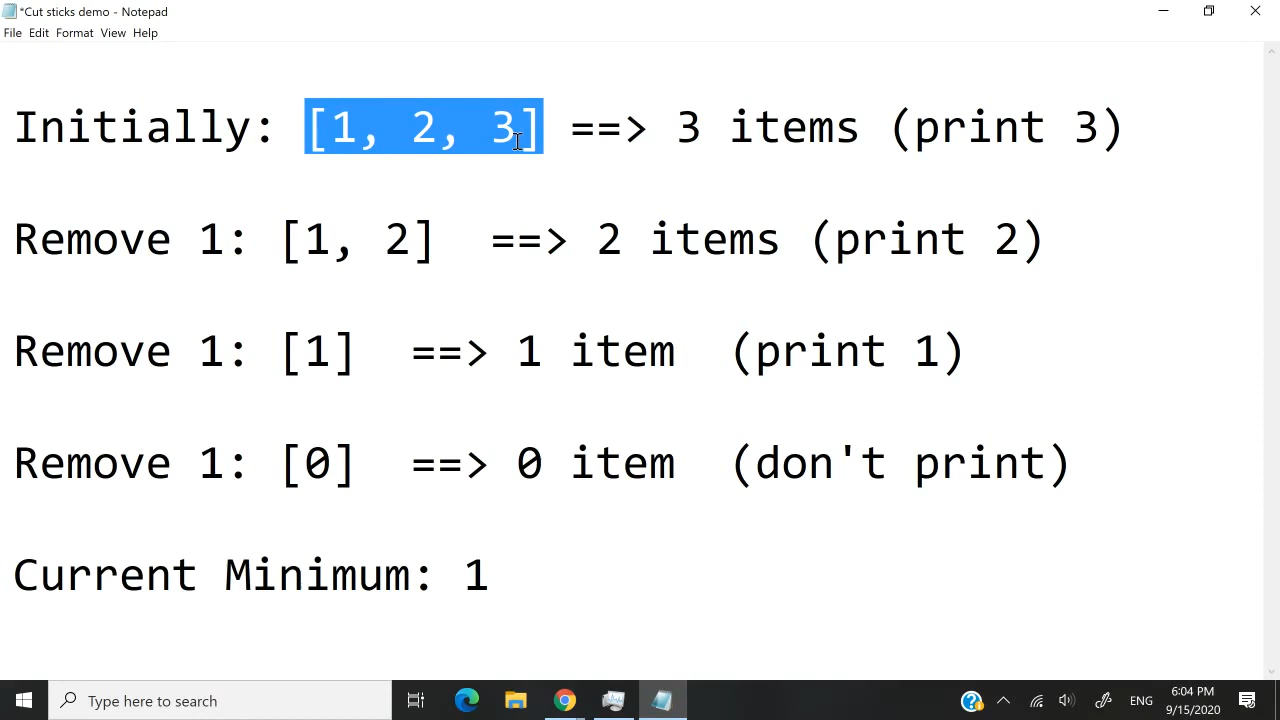 *Cut sticks demo - Notepad
File Edit Format View Help
Initially: [1, 2, 3] ==> 3 items (print 3)
Remove 1: [1, 2]  ==> 2 items (print 2)
Remove 1: [1]  ==> 1 item  (print 1)
Remove 1: [0]  ==> 0 item  (don't print)
Current Minimum: 1
Type here to search
ENG
6:04 PM
9/15/2020